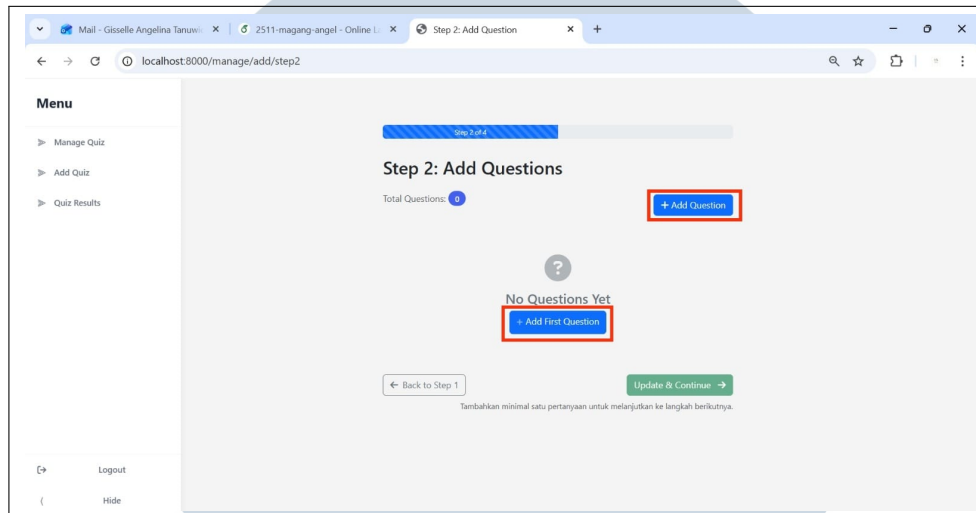 Mail - Gisselle Angelina Tanuwi
2511-magang-angel - Online L
Step 2: Add Question
localhost:8000/manage/add/step2
Menu
Manage Quiz
Add Quiz
Quiz Results
Step 2 of 4
Step 2: Add Questions
Total Questions: 0
+ Add Question
?
No Questions Yet
+ Add First Question
← Back to Step 1
Update & Continue →
Tambahkan minimal satu pertanyaan untuk melanjutkan ke langkah berikutnya.
Logout
Hide